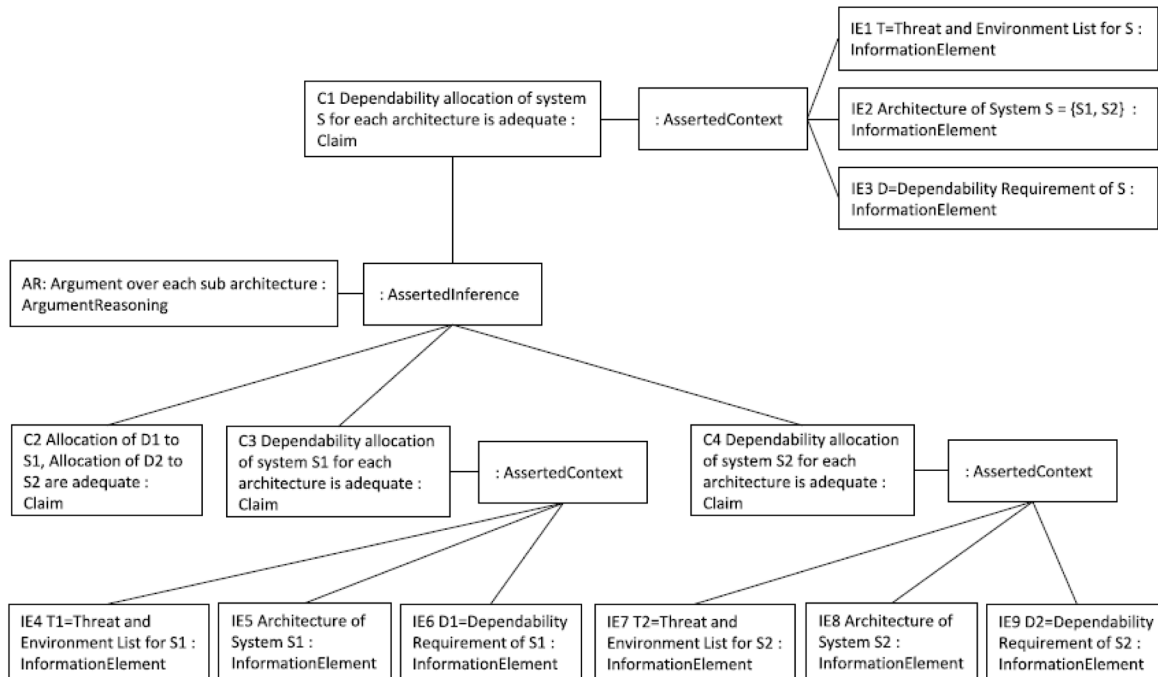 IE1 T=Threat and Environment List for S :
InformationElement
C1 Dependability allocation of system
S for each architecture is adequate :
Claim
: AssertedContext
IE2 Architecture of System S = {S1, S2} :
InformationElement
IE3 D=Dependability Requirement of S :
InformationElement
AR: Argument over each sub architecture :
ArgumentReasoning
: AssertedInference
C2 Allocation of D1 to
S1, Allocation of D2 to
S2 are adequate :
Claim
C3 Dependability allocation
of system S1 for each
architecture is adequate :
Claim
: AssertedContext
C4 Dependability allocation
of system S2 for each
architecture is adequate :
Claim
: AssertedContext
IE4 T1=Threat and
Environment List for S1 :
InformationElement
IE5 Architecture of
System S1 :
InformationElement
IE6 D1=Dependability
Requirement of S1 :
InformationElement
IE7 T2=Threat and
Environment List for S2 :
InformationElement
IE8 Architecture of
System S2 :
InformationElement
IE9 D2=Dependability
Requirement of S2 :
InformationElement